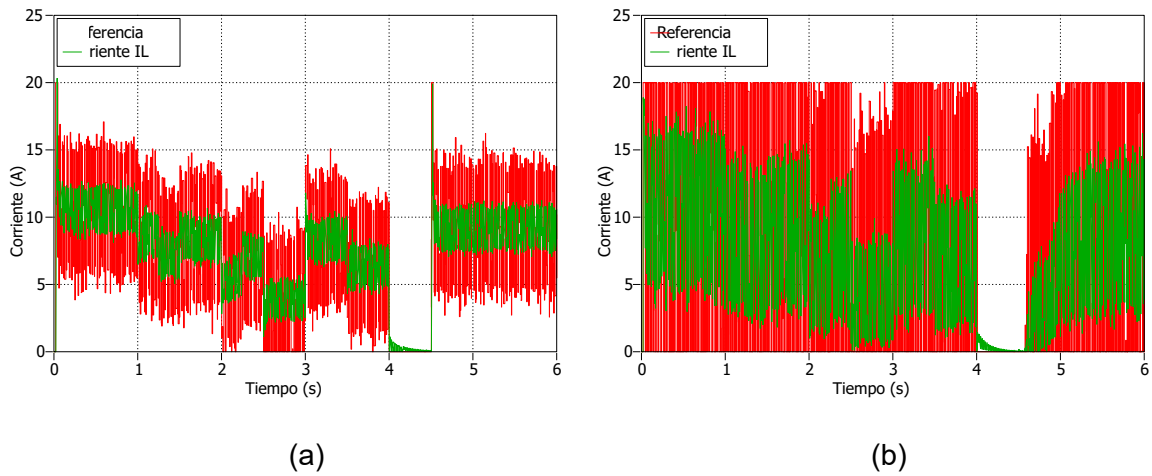 25
20
15
10
5
0
Corriente (A)
ferencia
riente IL
0 1 2 3 4 5 6
Tiempo (s)
(a)
25
20
15
10
5
0
Corriente (A)
Referencia
riente IL
0 1 2 3 4 5 6
Tiempo (s)
(b)